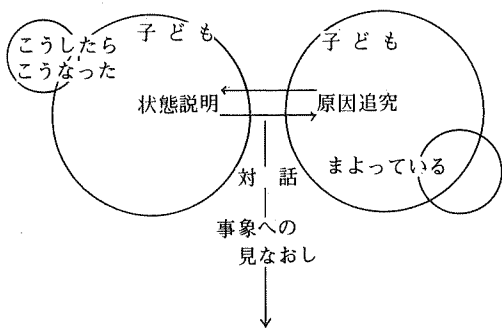 こうしたら
こうなった
子ども
状態説明
子ども
原因追究
まよっている
対話
事象への
見なおし